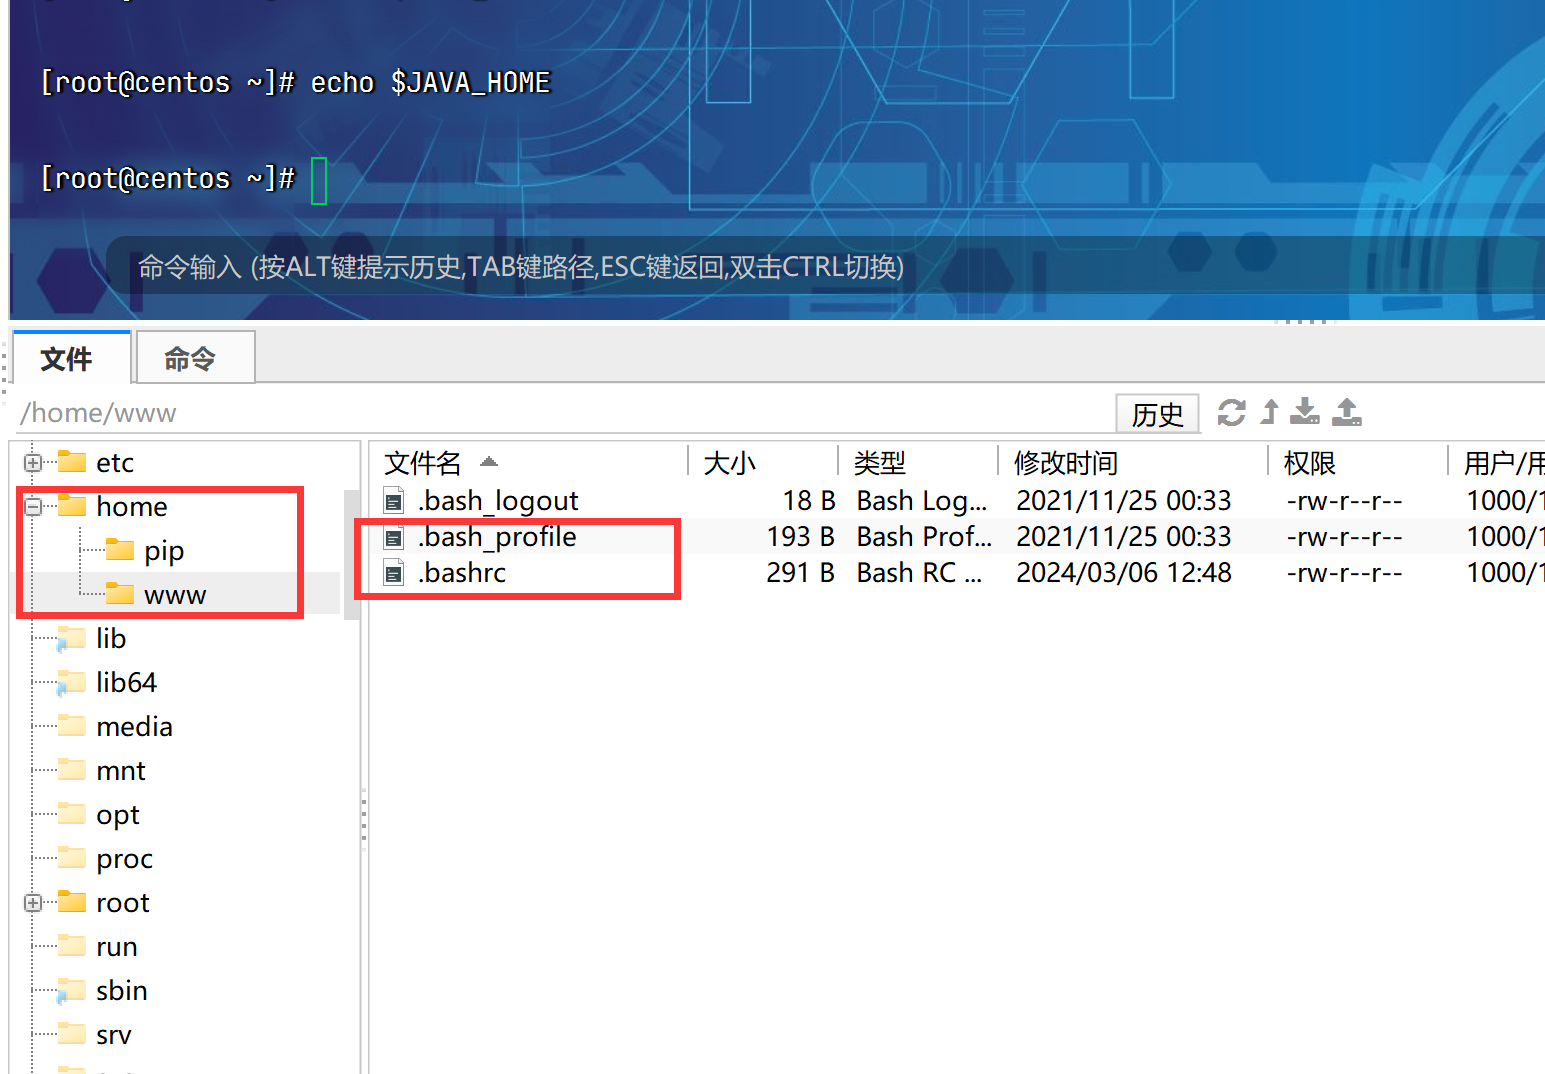 [root@centos ~]# echo $JAVA_HOME
[root@centos ~]#
命令输入 (按ALT键提示历史,TAB键路径,ESC键返回,双击CTRL切换)
文件 命令
/home/www 历史
文件名 大小 类型 修改时间 权限 用户/用
.bash_logout 18 B Bash Log... 2021/11/25 00:33 -rw-r--r-- 1000/1
.bash_profile 193 B Bash Prof... 2021/11/25 00:33 -rw-r--r-- 1000/1
.bashrc 291 B Bash RC ... 2024/03/06 12:48 -rw-r--r-- 1000/1
etc
home
pip
www
lib
lib64
media
mnt
opt
proc
root
run
sbin
srv